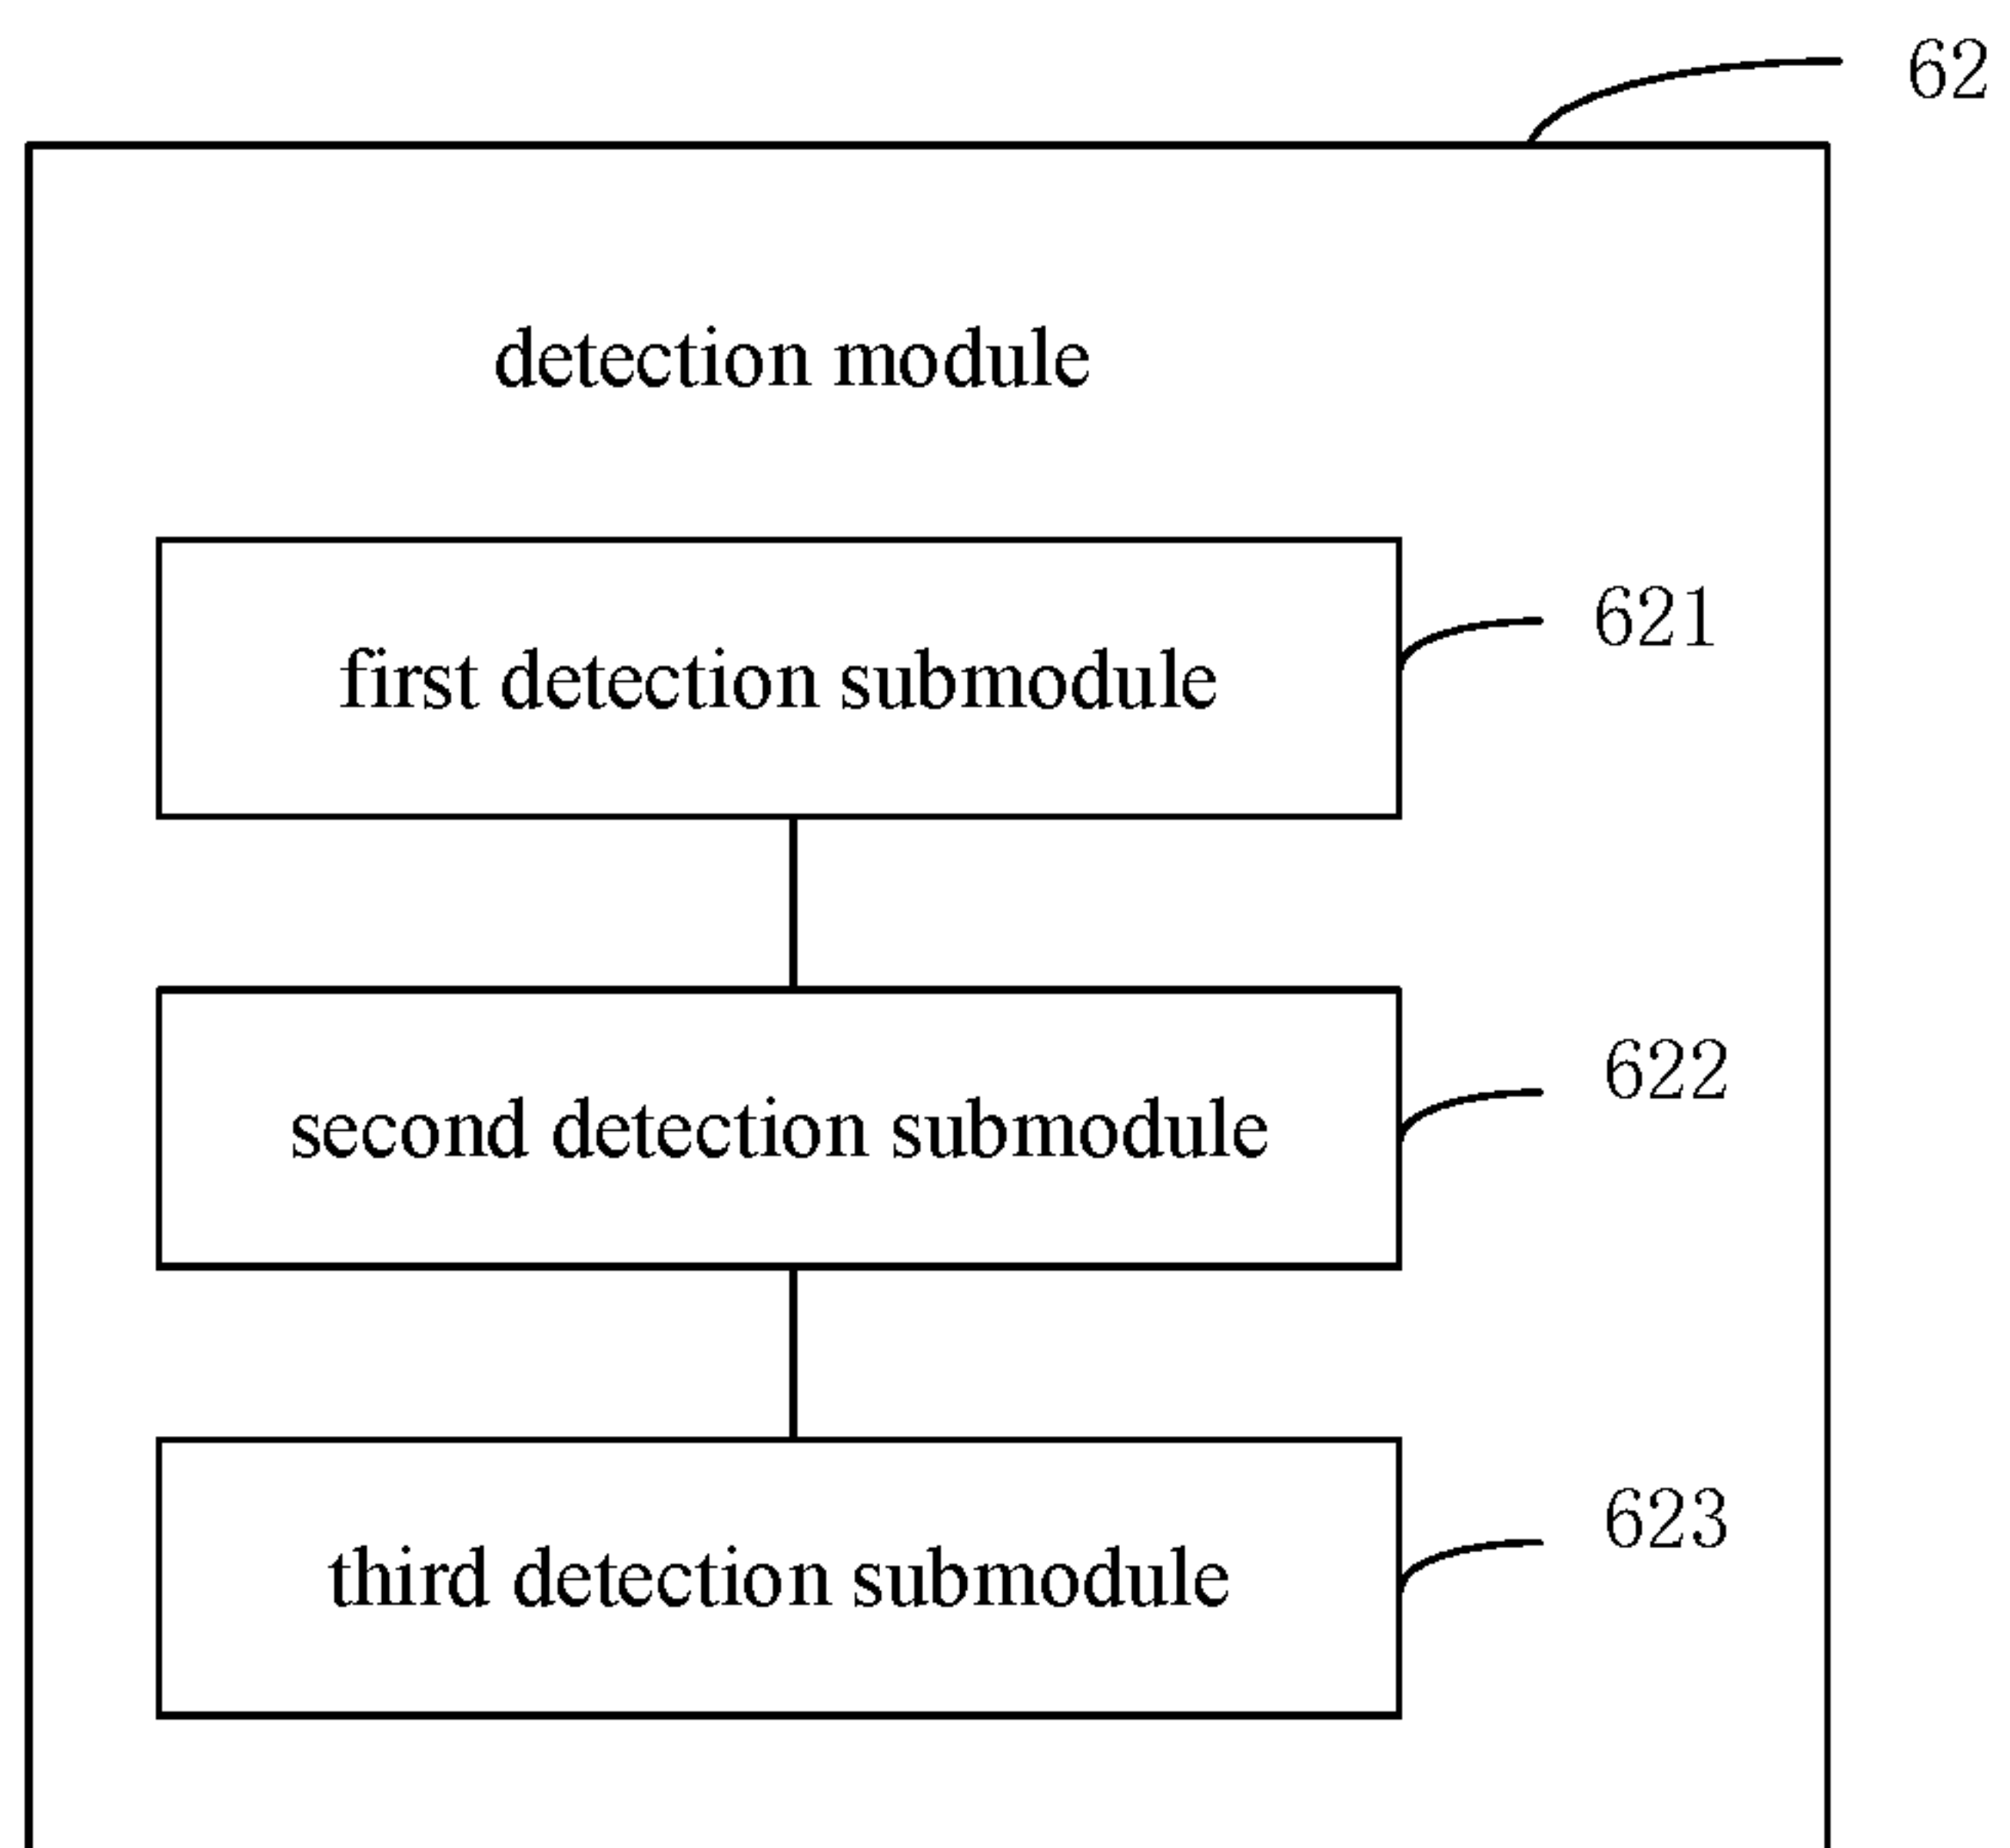 62
detection module
621
first detection submodule
622
second detection submodule
623
third detection submodule